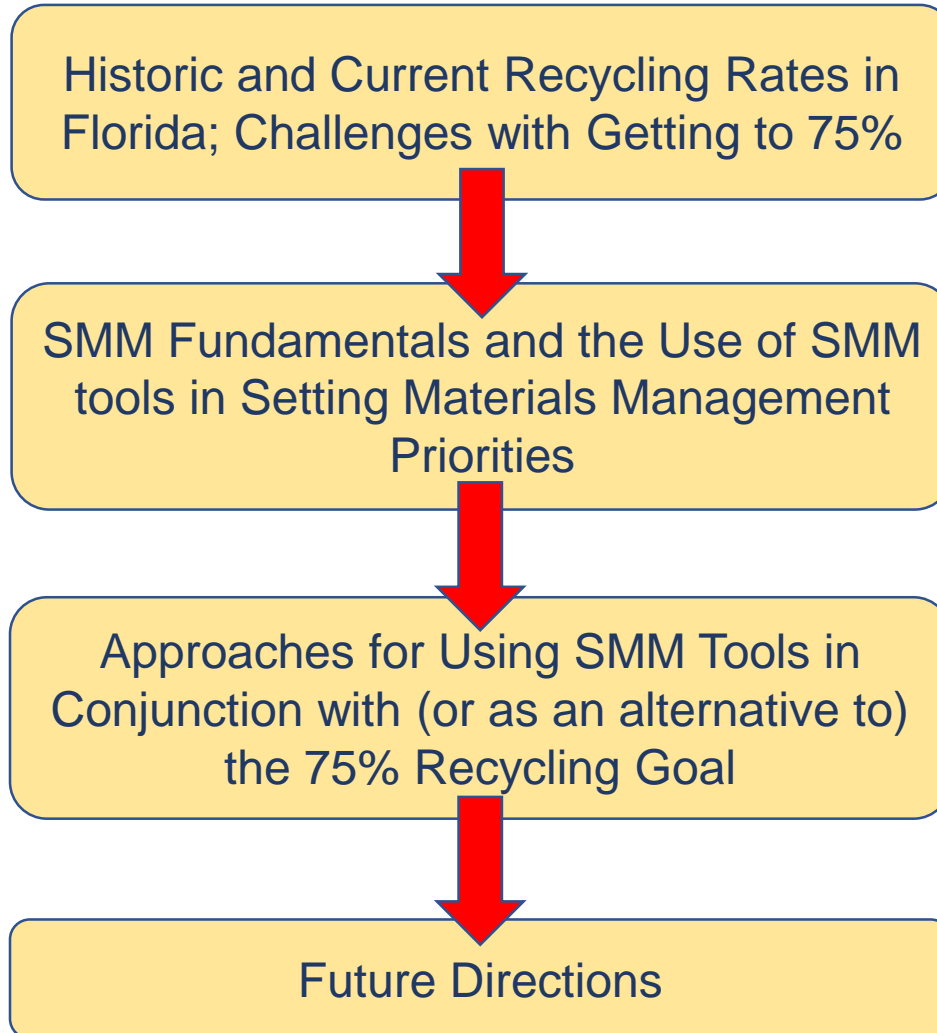 Historic and Current Recycling Rates in
Florida; Challenges with Getting to 75%
SMM Fundamentals and the Use of SMM
tools in Setting Materials Management
Priorities
Approaches for Using SMM Tools in
Conjunction with (or as an alternative to)
the 75% Recycling Goal
Future Directions